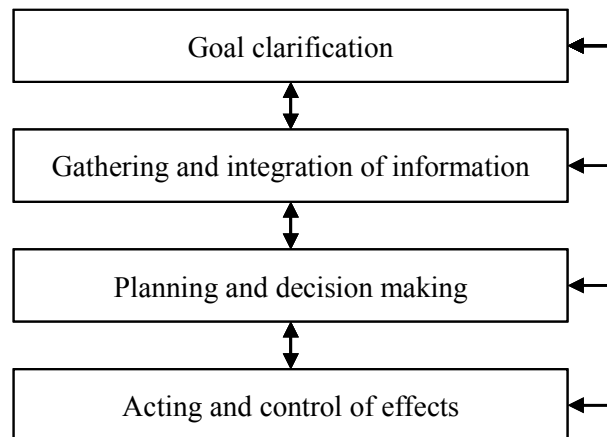 Goal clarification
Gathering and integration of information
Planning and decision making
Acting and control of effects